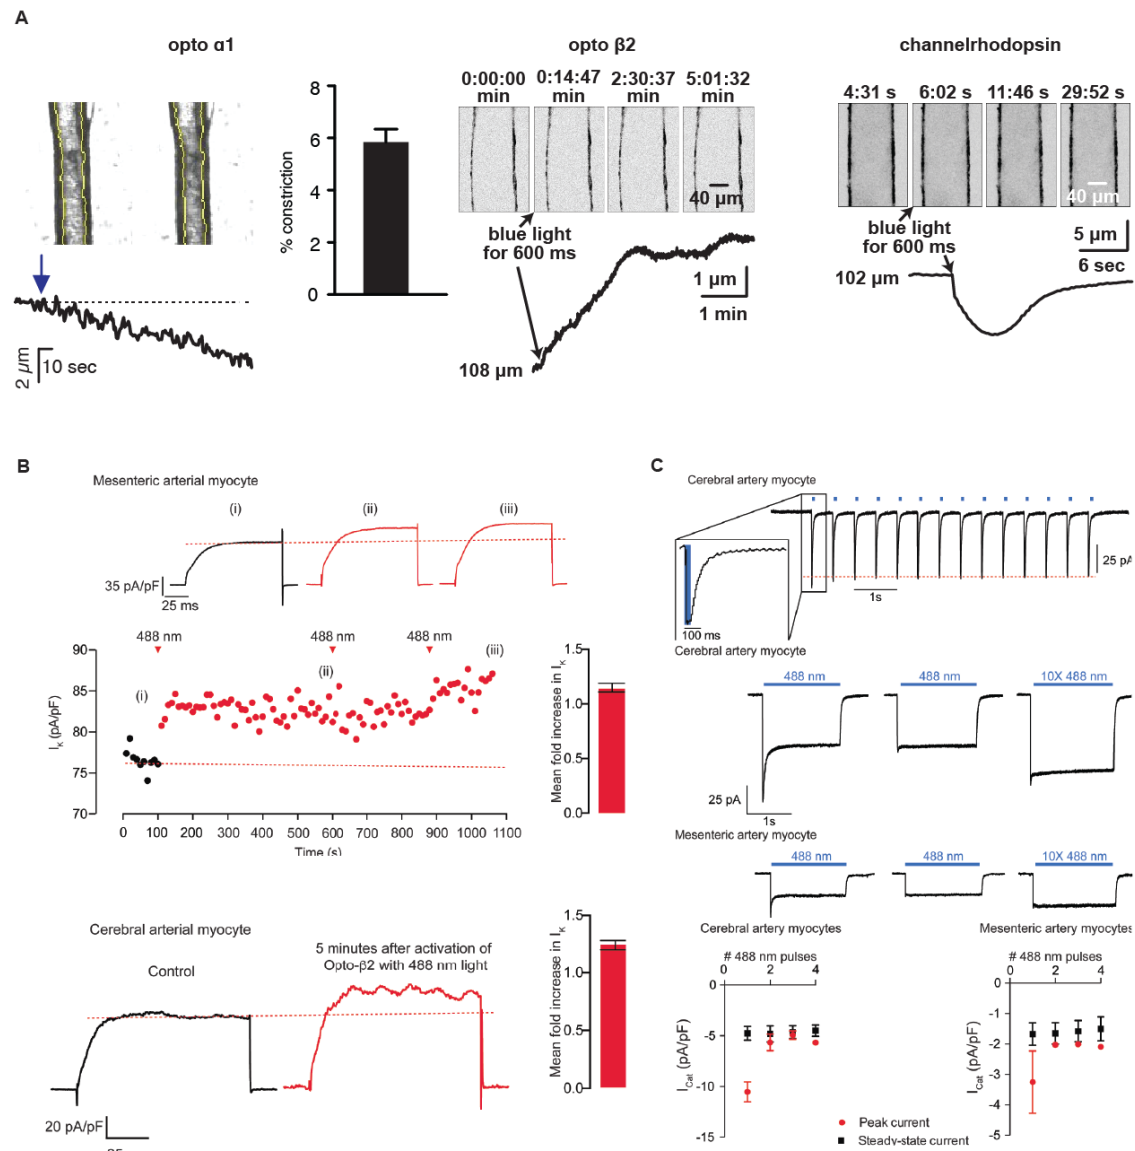 A
opto α1
opto β2
channelrhodopsin
8
6
4
2
0
% constriction
2 µm
10 sec
0:00:00 min
0:14:47 min
2:30:37 min
5:01:32 min
40 µm
blue light
for 600 ms
108 µm
1 µm
1 min
4:31 s
6:02 s
11:46 s
29:52 s
40 µm
blue light
for 600 ms
102 µm
5 µm
6 sec
B
Mesenteric arterial myocyte
(i)
(ii)
(iii)
35 pA/pF
25 ms
488 nm
488 nm
488 nm
90
85
80
75
70
I_K (pA/pF)
(i)
(ii)
(iii)
0
100
200
300
400
500
600
700
800
900
1000
1100
Time (s)
1.5
1.0
0.5
0.0
Mean fold increase in I_K
Cerebral arterial myocyte
Control
5 minutes after activation of
Opto-β2 with 488 nm light
20 pA/pF
1.5
1.0
0.5
0.0
Mean fold increase in I_K
C
Cerebral artery myocyte
25 pA
1s
100 ms
Cerebral artery myocyte
488 nm
488 nm
10X 488 nm
25 pA
1s
Mesenteric artery myocyte
488 nm
488 nm
10X 488 nm
Cerebral artery myocytes
# 488 nm pulses
0
2
4
0
-5
-10
-15
I_Cat (pA/pF)
Mesenteric artery myocytes
# 488 nm pulses
0
2
4
0
-1
-2
-3
-4
-5
I_Cat (pA/pF)
Peak current
Steady-state current